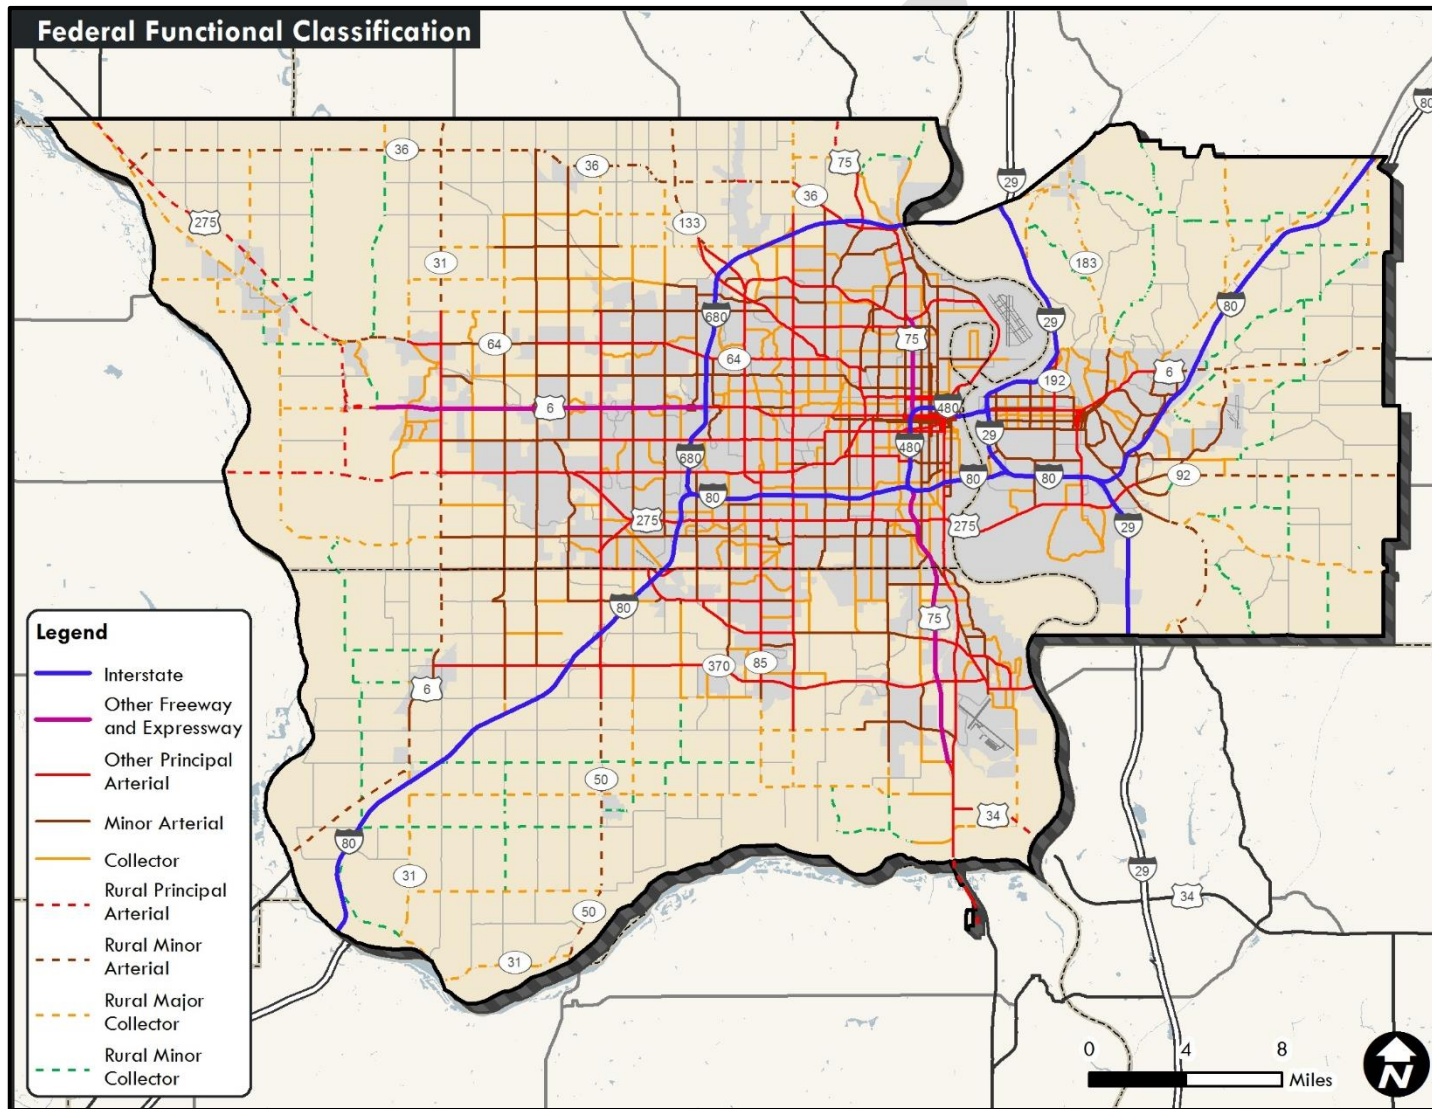 Federal Functional Classification
80
36
36
75
29
36
275
133
31
183
80
680
29
64
75
64
6
192
6
480
29
480
680
80
80
80
92
275
275
29
80
75
370
85
6
50
34
80
31
29
34
50
31
Legend
Interstate
Other Freeway
and Expressway
Other Principal
Arterial
Minor Arterial
Collector
Rural Principal
Arterial
Rural Minor
Arterial
Rural Major
Collector
Rural Minor
Collector
0 4 8
Miles
N